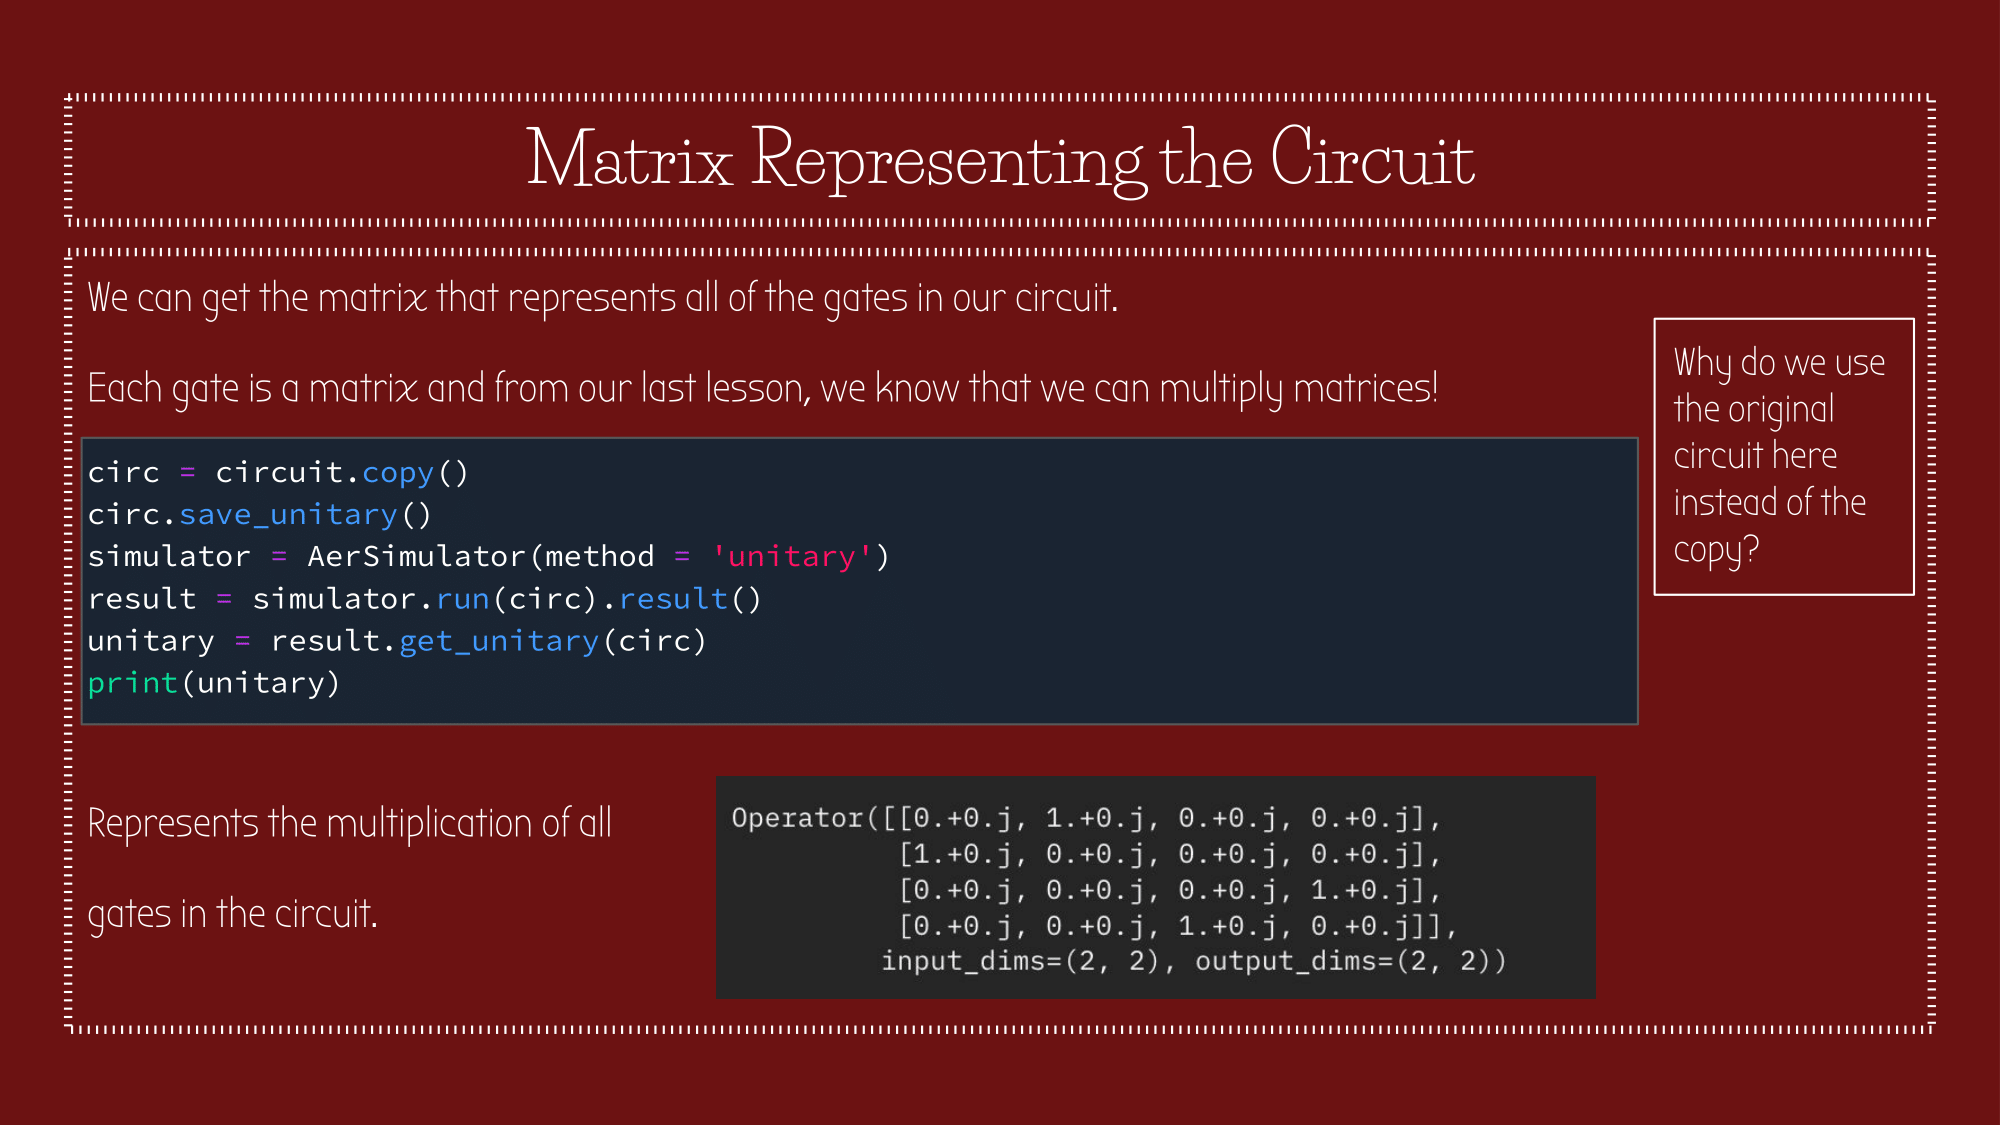 Matrix Representing the Circuit
We can get the matrix that represents all of the gates in our circuit.
Each gate is a matrix and from our last lesson, we know that we can multiply matrices!
circ = circuit.copy()
circ.save_unitary()
simulator = AerSimulator(method = 'unitary')
result = simulator.run(circ).result()
unitary = result.get_unitary(circ)
print(unitary)
Why do we use
the original
circuit here
instead of the
copy?
Represents the multiplication of all
gates in the circuit.
Operator([[0.+0.j, 1.+0.j, 0.+0.j, 0.+0.j],
[1.+0.j, 0.+0.j, 0.+0.j, 0.+0.j],
[0.+0.j, 0.+0.j, 0.+0.j, 1.+0.j],
[0.+0.j, 0.+0.j, 1.+0.j, 0.+0.j]],
input_dims=(2, 2), output_dims=(2, 2))